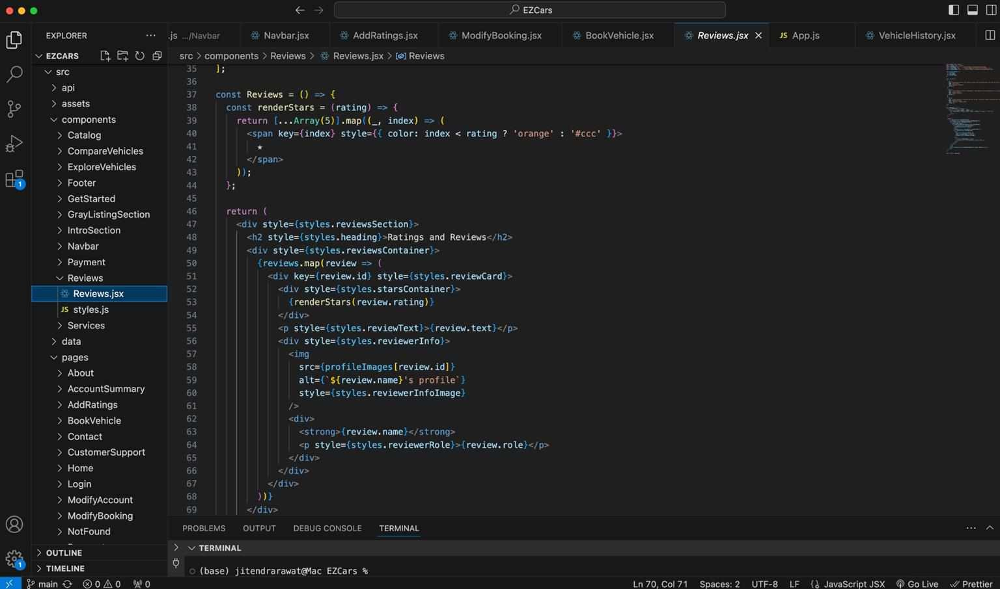 EZCars
EXPLORER
.js .../Navbar
Navbar.jsx
AddRatings.jsx
ModifyBooking.jsx
BookVehicle.jsx
Reviews.jsx
JS App.js
VehicleHistory.jsx
EZCARS
src > components > Reviews > Reviews.jsx > Reviews
src
api
assets
components
Catalog
CompareVehicles
ExploreVehicles
Footer
GetStarted
GrayListingSection
IntroSection
Navbar
Payment
Reviews
Reviews.jsx
JS styles.js
Services
data
pages
About
AccountSummary
AddRatings
BookVehicle
Contact
CustomerSupport
Home
Login
ModifyAccount
ModifyBooking
NotFound
OUTLINE
TIMELINE
35 ];
36
37 const Reviews = () => {
38 const renderStars = (rating) => {
39 return [...Array(5)].map((_, index) => (
40 <span key={index} style={{ color: index < rating ? 'orange' : '#ccc' }}>
41 ★
42 </span>
43 ));
44 };
45
46 return (
47 <div style={styles.reviewsSection}>
48 <h2 style={styles.heading}>Ratings and Reviews</h2>
49 <div style={styles.reviewsContainer}>
50 {reviews.map(review => (
51 <div key={review.id} style={styles.reviewCard}>
52 <div style={styles.starsContainer}>
53 {renderStars(review.rating)}
54 </div>
55 <p style={styles.reviewText}>{review.text}</p>
56 <div style={styles.reviewerInfo}>
57 <img
58 src={profileImages[review.id]}
59 alt={`${review.name}'s profile`}
60 style={styles.reviewerInfoImage}
61 />
62 <div>
63 <strong>{review.name}</strong>
64 <p style={styles.reviewerRole}>{review.role}</p>
65 </div>
66 </div>
67 </div>
68 ))}
69 </div>
PROBLEMS OUTPUT DEBUG CONSOLE TERMINAL
TERMINAL
(base) jitendrarawat@Mac EZCars %
1
1
main 0 0 0 Ln 70, Col 71 Spaces: 2 UTF-8 LF {} JavaScript JSX Go Live Prettier